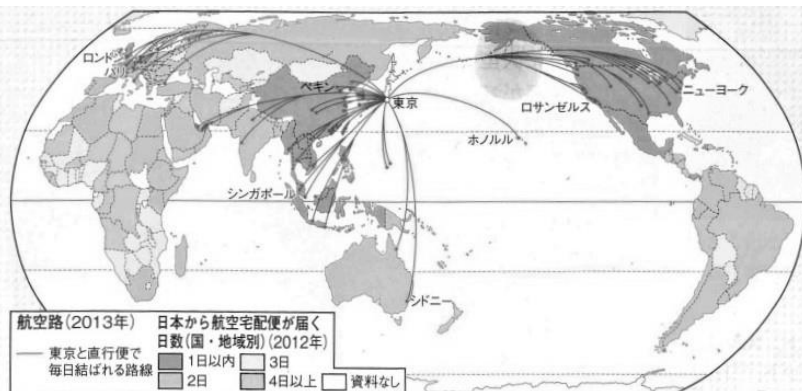 ロンドン
パリ
ペキン
東京
ニューヨーク
ロサンゼルス
ホノルル
シンガポール
シドニー
航空路(2013年)
東京と直行便で
毎日結ばれる路線
日本から航空宅配便が届く
日数(国・地域別)(2012年)
1日以内
3日
2日
4日以上
資料なし